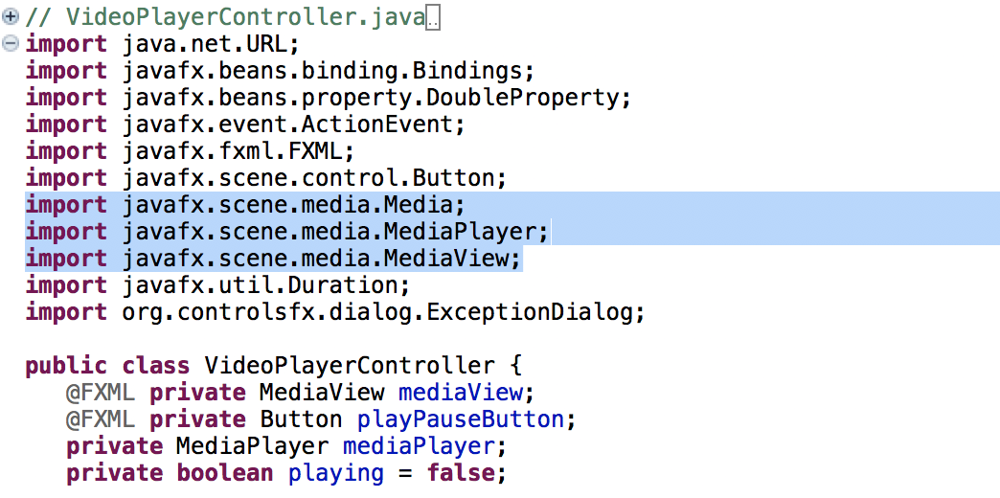 // VideoPlayerController.java..
import java.net.URL;
import javafx.beans.binding.Bindings;
import javafx.beans.property.DoubleProperty;
import javafx.event.ActionEvent;
import javafx.fxml.FXML;
import javafx.scene.control.Button;
import javafx.scene.media.Media;
import javafx.scene.media.MediaPlayer;
import javafx.scene.media.MediaView;
import javafx.util.Duration;
import org.controlsfx.dialog.ExceptionDialog;
public class VideoPlayerController {
@FXML private MediaView mediaView;
@FXML private Button playPauseButton;
private MediaPlayer mediaPlayer;
private boolean playing = false;